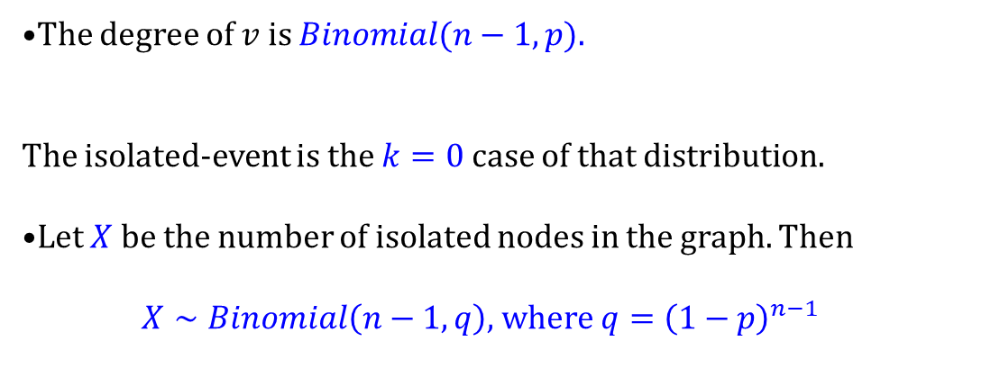 •The degree of v is Binomial(n − 1, p).
The isolated-event is the k = 0 case of that distribution.
•Let X be the number of isolated nodes in the graph. Then
X ~ Binomial(n − 1, q), where q = (1 − p)ⁿ⁻¹